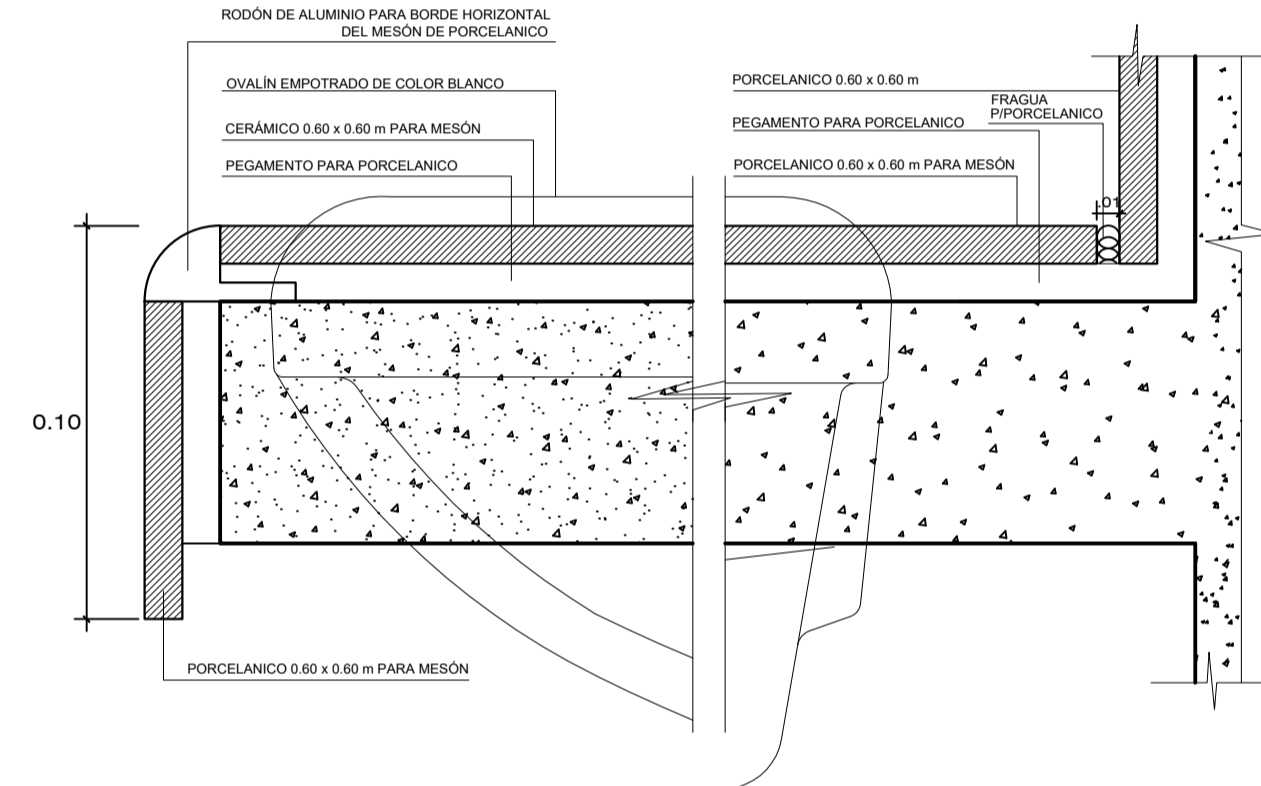 RODÓN DE ALUMINIO PARA BORDE HORIZONTAL
DEL MESÓN DE PORCELANICO
OVALÍN EMPOTRADO DE COLOR BLANCO
CERÁMICO 0.60 x 0.60 m PARA MESÓN
PEGAMENTO PARA PORCELANICO
PORCELANICO 0.60 x 0.60 m
FRAGUA
P/PORCELANICO
PEGAMENTO PARA PORCELANICO
PORCELANICO 0.60 x 0.60 m PARA MESÓN
.01
0.10
PORCELANICO 0.60 x 0.60 m PARA MESÓN